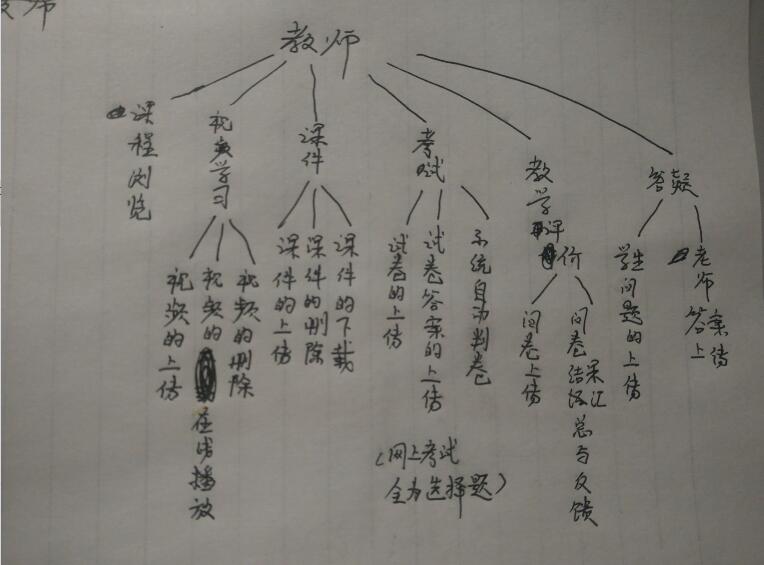 教师
教师
课程浏览
视频学习
课件
考试
教学评价
答疑
视频的上传
视频的在线播放
视频的删除
课件的上传
课件的删除
课件的下载
试卷的上传
试卷答案的上传
系统自动判卷
问卷上传
问卷结果汇总与反馈
学生问题的上传
老师答案上传
(网上考试
全为选择题)